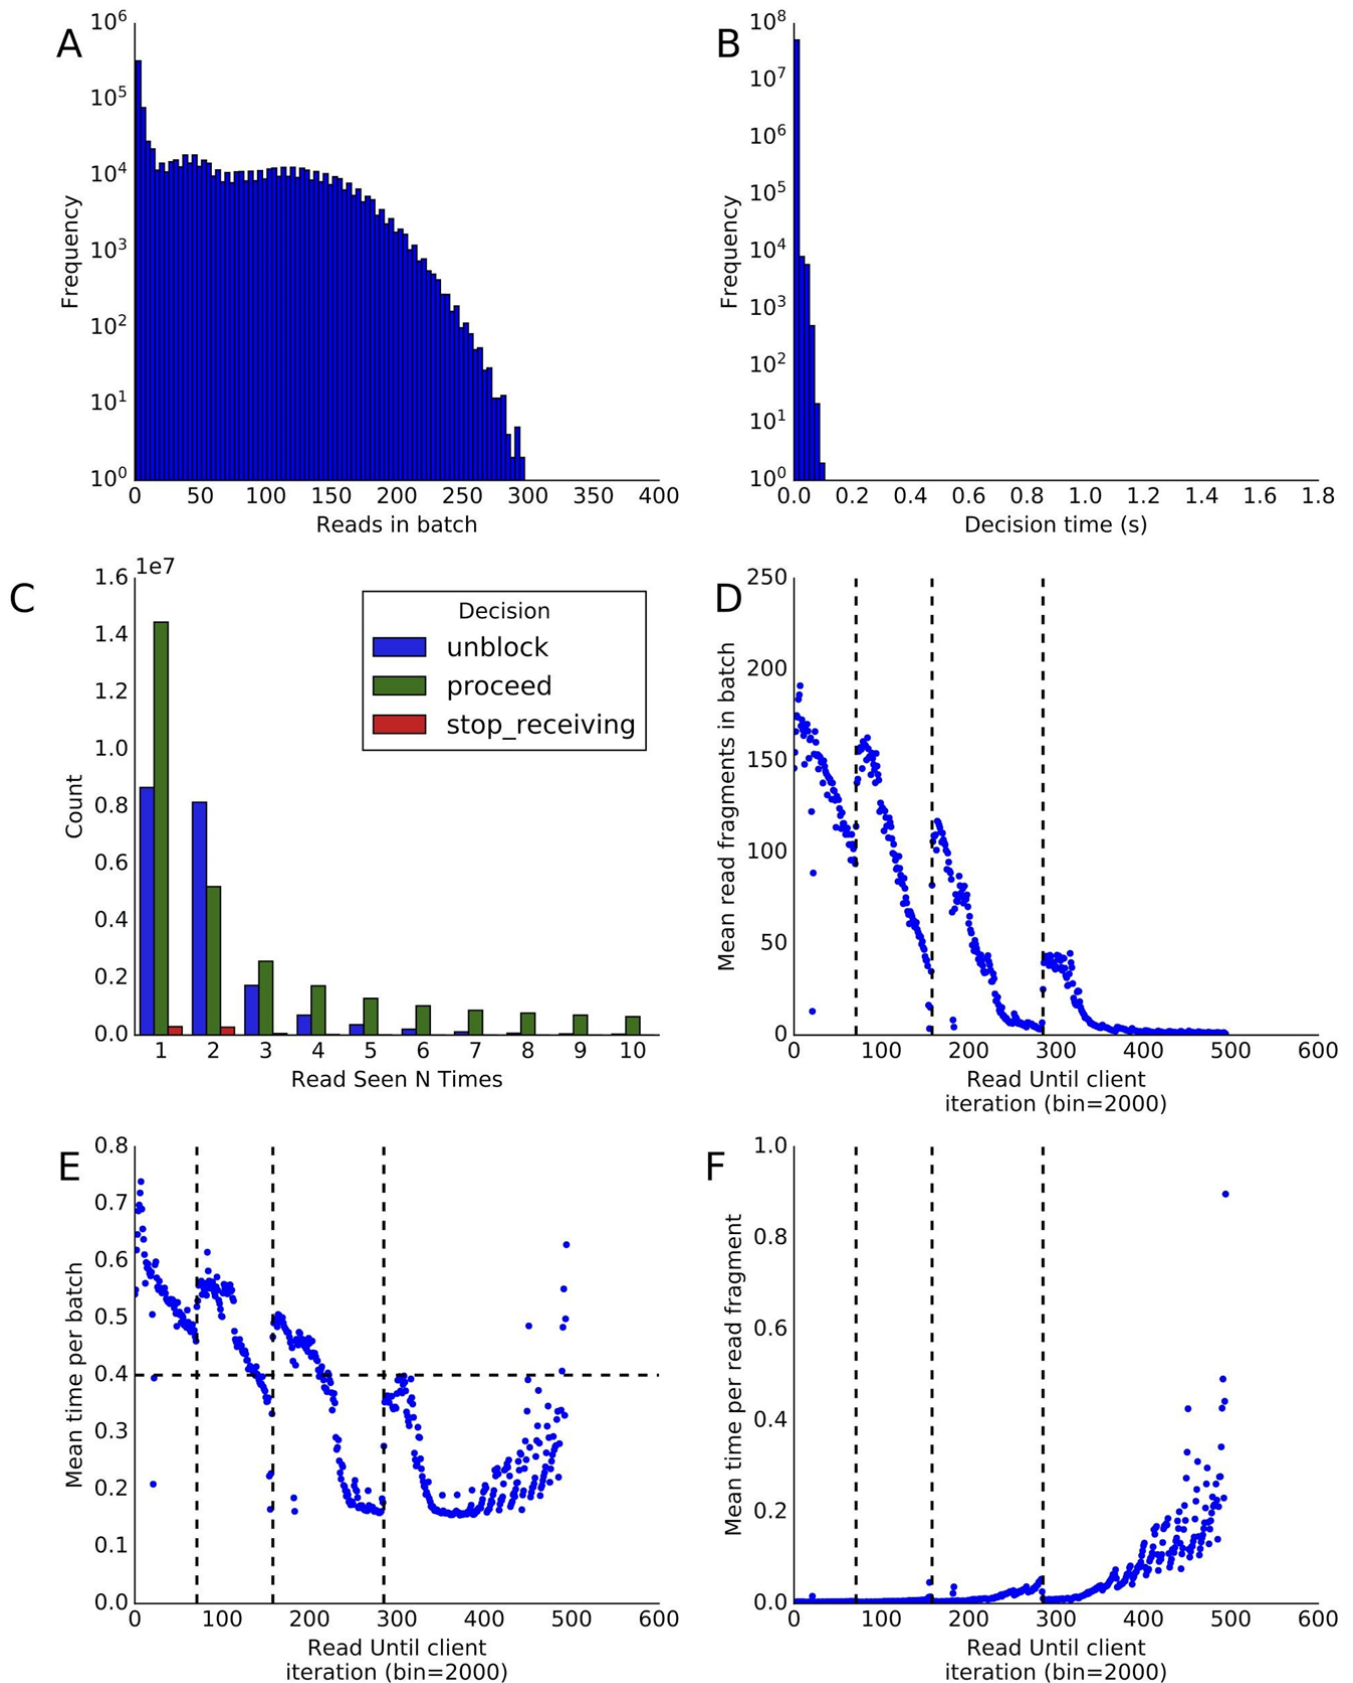 A
10^6
10^5
10^4
10^3
10^2
10^1
10^0
Frequency
0 50 100 150 200 250 300 350 400
Reads in batch
B
10^8
10^7
10^6
10^5
10^4
10^3
10^2
10^1
10^0
Frequency
0.0 0.2 0.4 0.6 0.8 1.0 1.2 1.4 1.6 1.8
Decision time (s)
C
1e7
1.6
1.4
1.2
1.0
0.8
0.6
0.4
0.2
0.0
Count
Decision
unblock
proceed
stop_receiving
1 2 3 4 5 6 7 8 9 10
Read Seen N Times
D
250
200
150
100
50
0
Mean read fragments in batch
0 100 200 300 400 500 600
Read Until client
iteration (bin=2000)
E
0.8
0.7
0.6
0.5
0.4
0.3
0.2
0.1
0.0
Mean time per batch
0 100 200 300 400 500 600
Read Until client
iteration (bin=2000)
F
1.0
0.8
0.6
0.4
0.2
0.0
Mean time per read fragment
0 100 200 300 400 500 600
Read Until client
iteration (bin=2000)